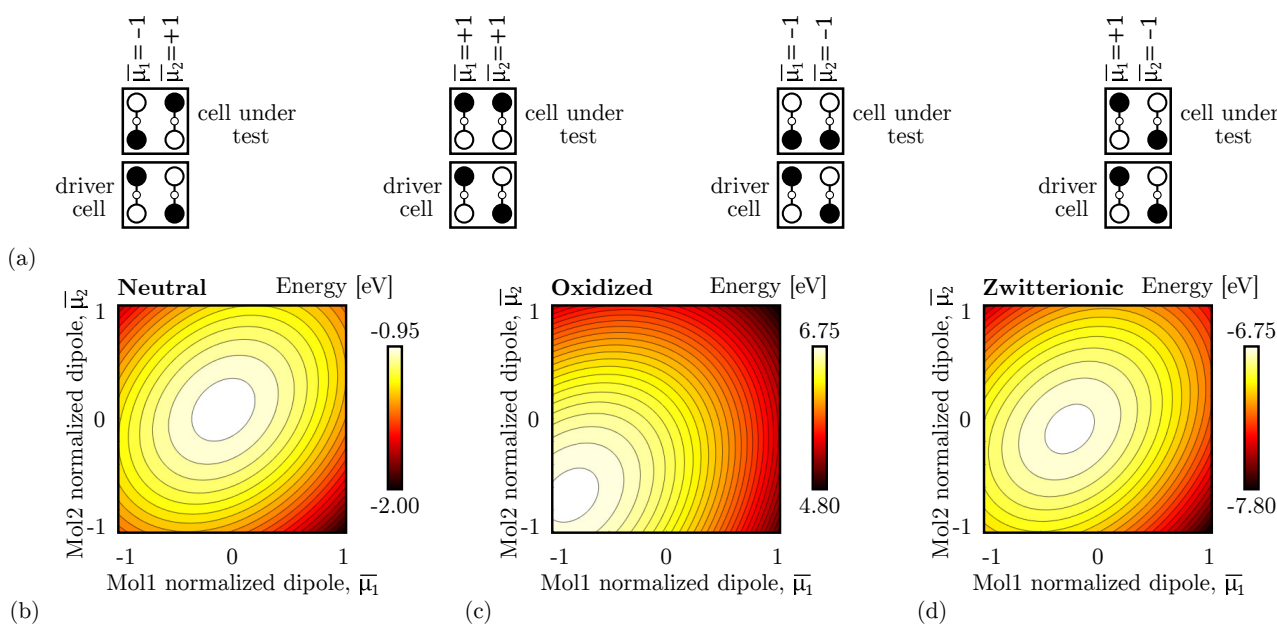 μ̅₁=-1 μ̅₂=+1
μ̅₁=+1 μ̅₂=+1
μ̅₁=-1 μ̅₂=-1
μ̅₁=+1 μ̅₂=-1
cell under
test
cell under
test
cell under
test
cell under
test
driver
cell
driver
cell
driver
cell
driver
cell
(a)
Neutral Energy [eV]
Mol2 normalized dipole, μ̅₂
1
0
-1
-1 0 1
Mol1 normalized dipole, μ̅₁
-0.95
-2.00
(b)
Oxidized Energy [eV]
Mol2 normalized dipole, μ̅₂
1
0
-1
-1 0 1
Mol1 normalized dipole, μ̅₁
6.75
4.80
(c)
Zwitterionic Energy [eV]
Mol2 normalized dipole, μ̅₂
1
0
-1
-1 0 1
Mol1 normalized dipole, μ̅₁
-6.75
-7.80
(d)